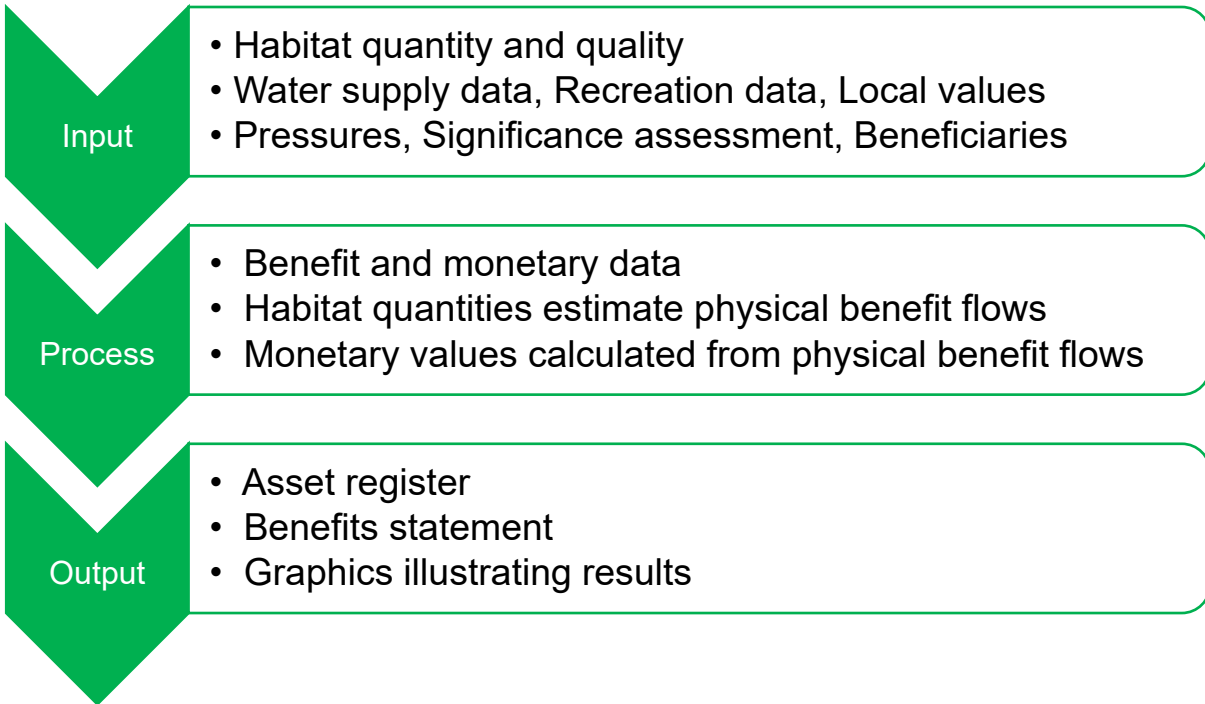 Input
• Habitat quantity and quality
• Water supply data, Recreation data, Local values
• Pressures, Significance assessment, Beneficiaries
Process
• Benefit and monetary data
• Habitat quantities estimate physical benefit flows
• Monetary values calculated from physical benefit flows
Output
• Asset register
• Benefits statement
• Graphics illustrating results